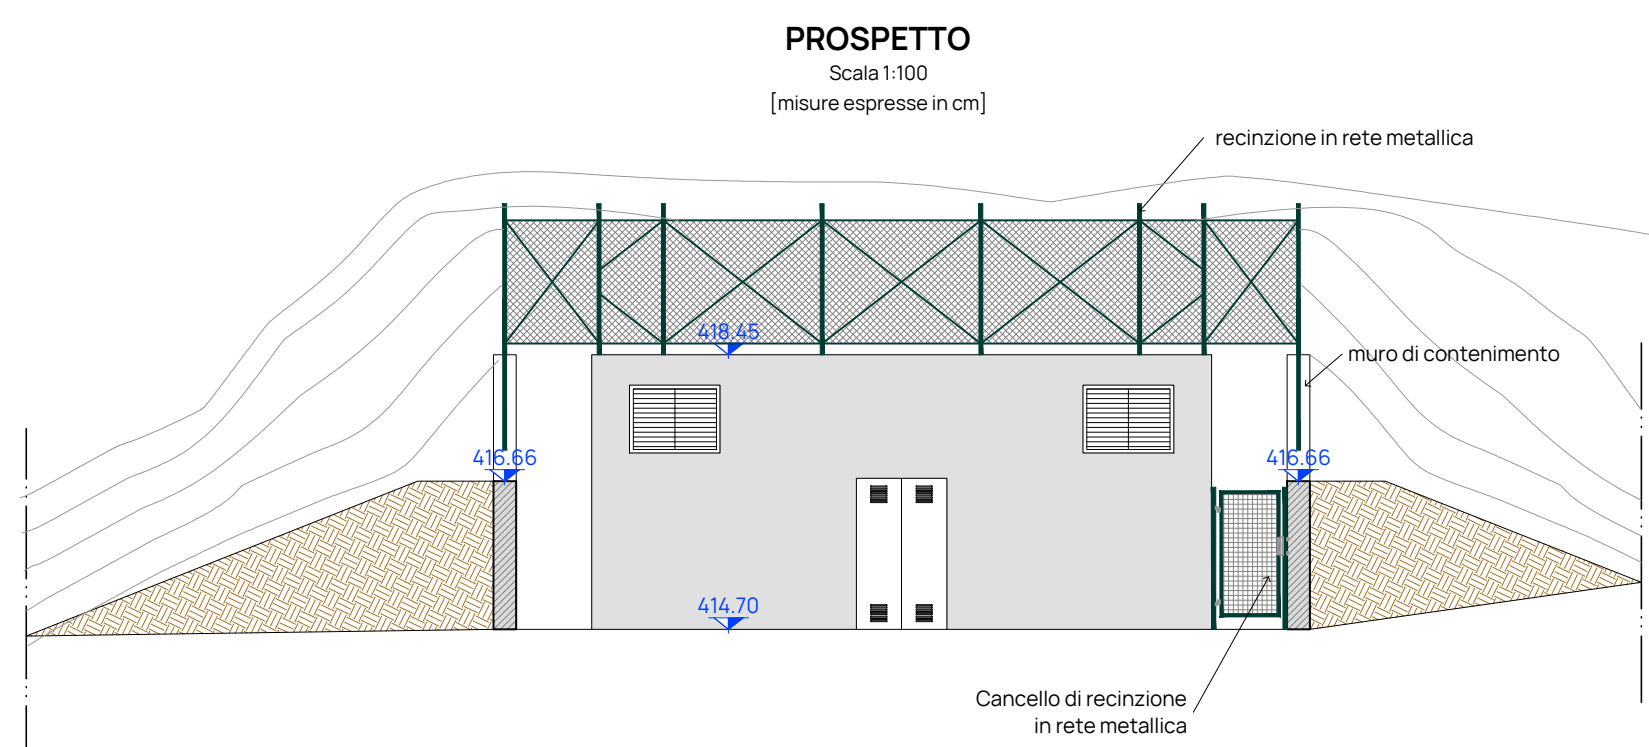 PROSPETTO
Scala 1:100
[misure espresse in cm]
recinzione in rete metallica
418.45
muro di contenimento
416.66
416.66
414.70
Cancello di recinzione
in rete metallica